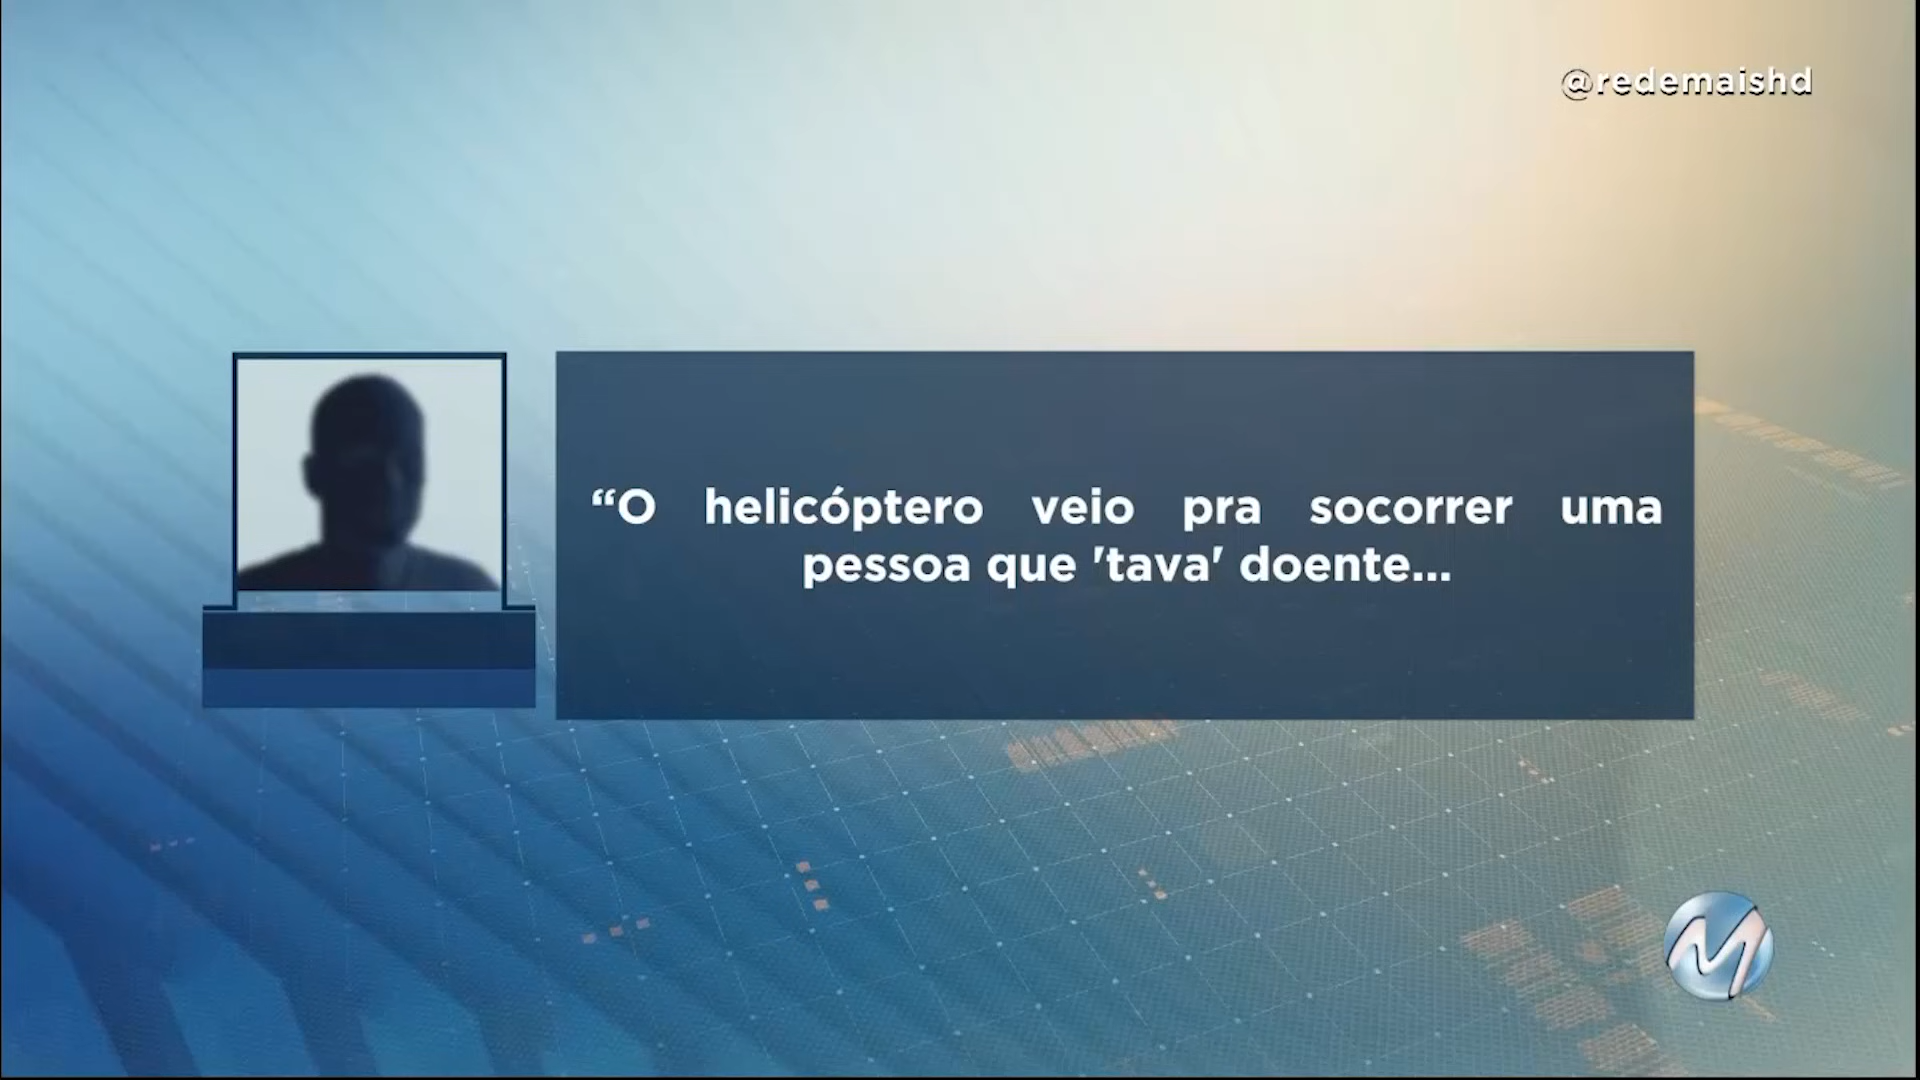 @redemaishd
“O helicóptero veio pra socorrer uma
pessoa que 'tava' doente...
M